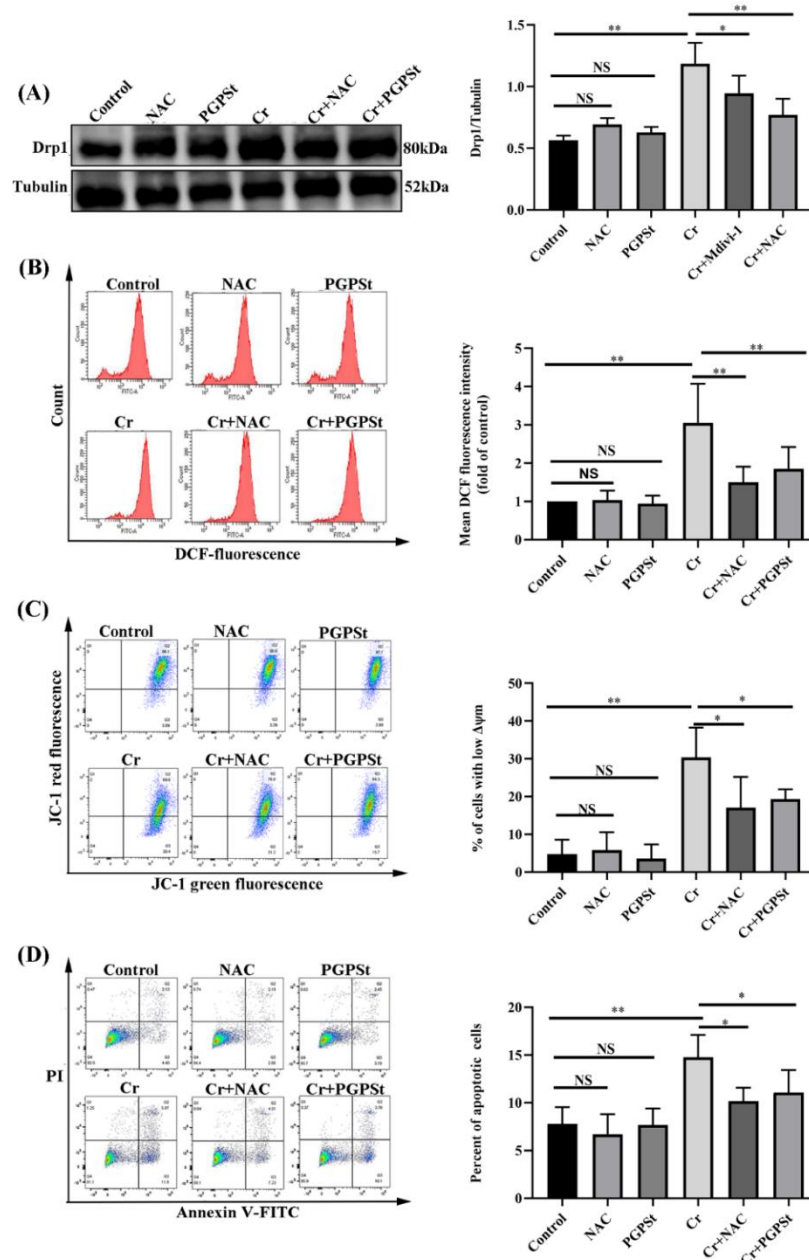 (A)
Control NAC PGPSt Cr Cr+NAC Cr+PGPSt
Drp1 80kDa
Tubulin 52kDa
Drp1/Tubulin
1.5
1.0
0.5
0.0
** **
*
NS
NS
Control NAC PGPSt Cr Cr+Mdivi-1 Cr+NAC
(B)
Control NAC PGPSt
Count
FITC-A FITC-A FITC-A
Cr Cr+NAC Cr+PGPSt
FITC-A FITC-A FITC-A
DCF-fluorescence
Mean DCF fluorescence intensity
(fold of control)
5
4
3
2
1
0
** **
**
NS
NS
Control NAC PGPSt Cr Cr+NAC Cr+PGPSt
(C)
Control NAC PGPSt
JC-1 red fluorescence
Cr Cr+NAC Cr+PGPSt
JC-1 green fluorescence
% of cells with low Δψm
50
40
30
20
10
0
** *
*
NS
NS
Control NAC PGPSt Cr Cr+NAC Cr+PGPSt
(D)
Control NAC PGPSt
PI
Cr Cr+NAC Cr+PGPSt
Annexin V-FITC
Percent of apoptotic cells
20
15
10
5
0
** *
*
NS
NS
Control NAC PGPSt Cr Cr+NAC Cr+PGPSt